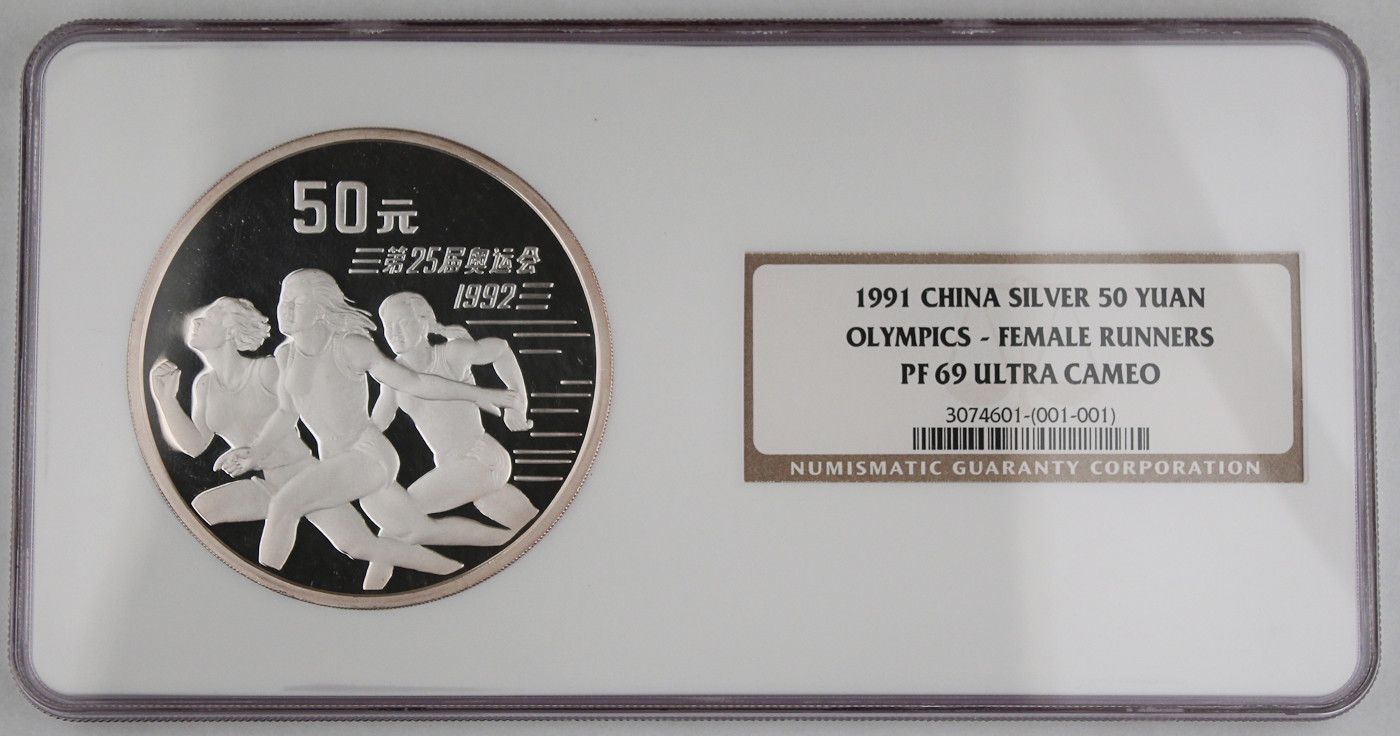 50元
第25届奥运会
1992
1991 CHINA SILVER 50 YUAN
OLYMPICS - FEMALE RUNNERS
PF 69 ULTRA CAMEO
3074601-(001-001)
NUMISMATIC GUARANTY CORPORATION